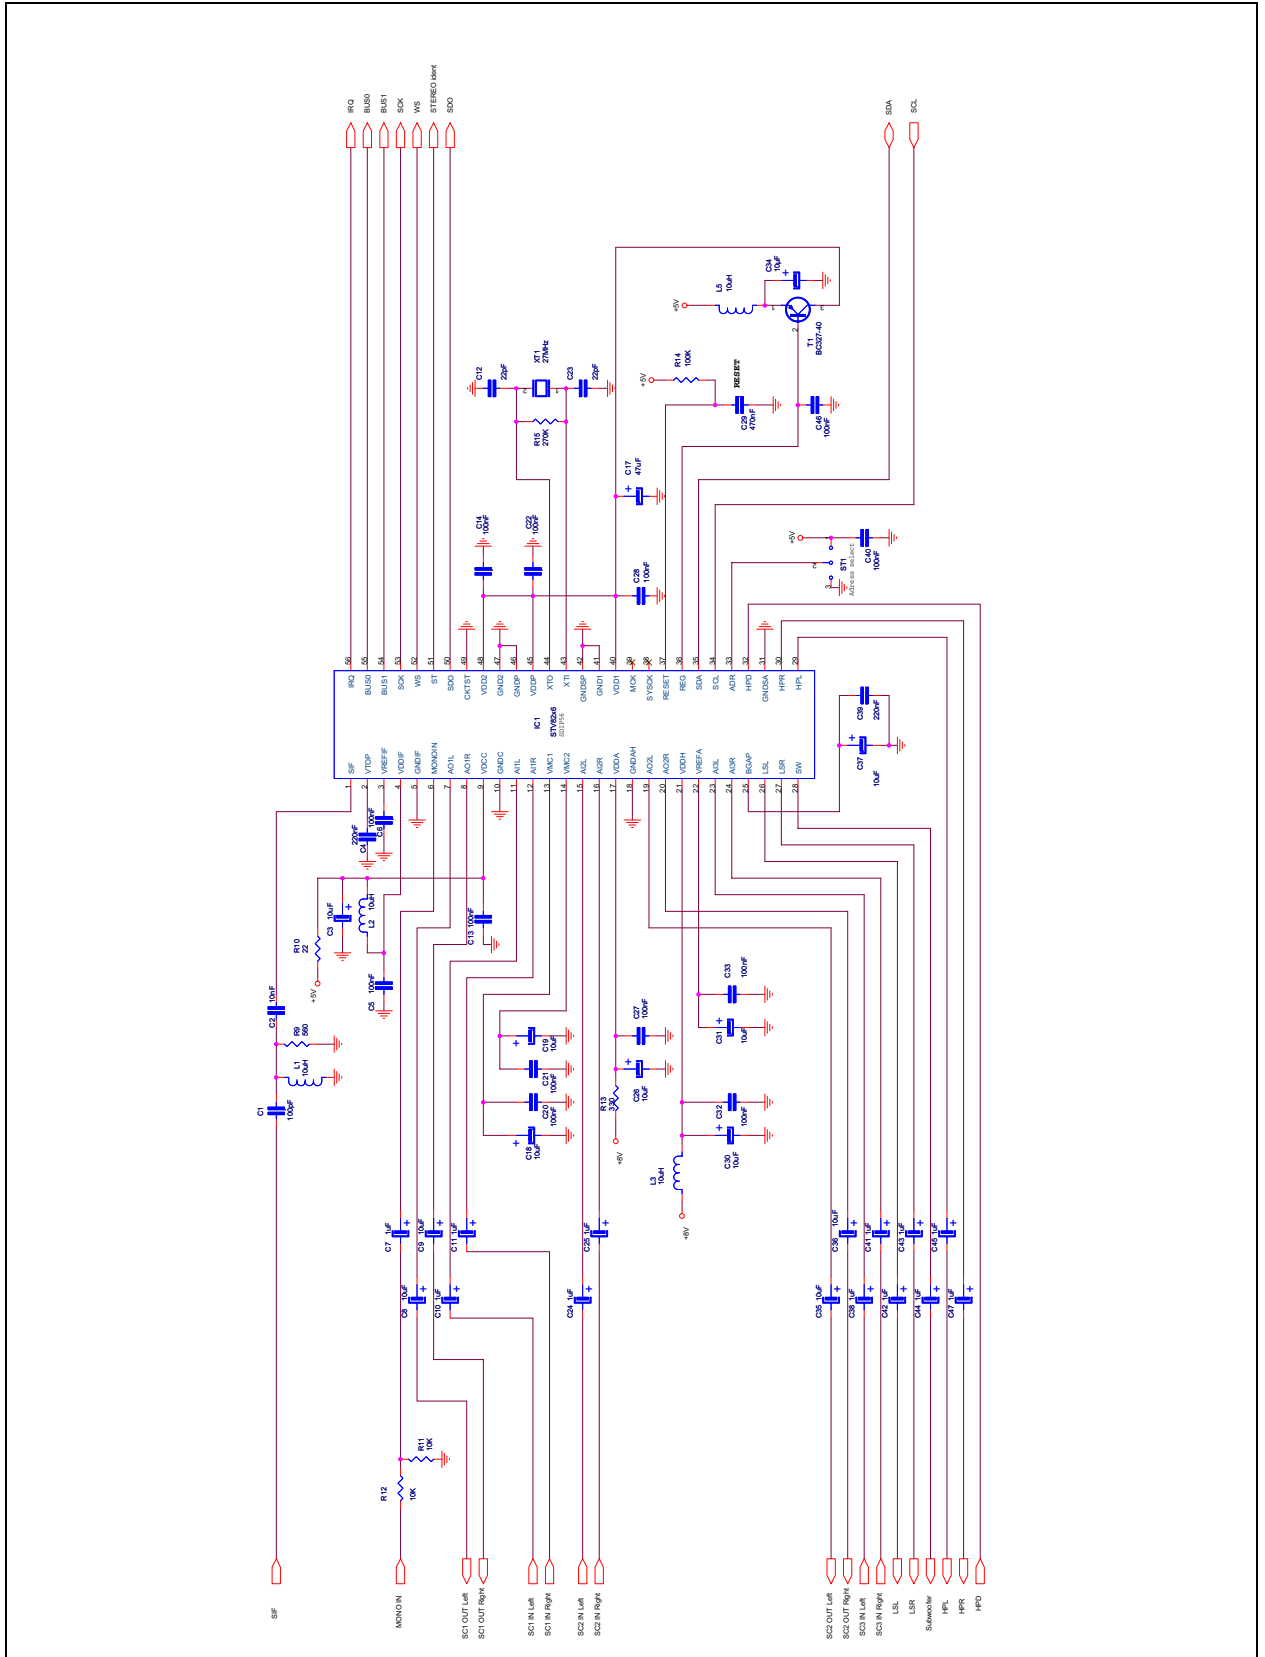 IRQ
BUS0
BUS1
SCK
WS
STEREO ident
SDO
SDA
SCL
+5V
L5
10uH
C34
10µF
+
1
2
3
T1
BC327-40
C12
22pF
XT1
27MHz
2
1
C23
22pF
R15
270K
+5V
R14
100K
RESET
C29
470nF
C46
100nF
C17
47uF
+
C14
100nF
C22
100nF
C28
100nF
+5V
1
2
3
ST1
Adress select
C40
100nF
56
55
54
53
52
51
50
49
48
47
46
45
44
43
42
41
40
39
38
37
36
35
34
33
32
31
30
29
IRQ
BUS0
BUS1
SCK
WS
ST
SDO
CKTST
VDD2
GND2
GNDP
VDDP
XTO
XTI
GNDSP
GND1
VDD1
MCK
SYSCK
RESET
REG
SDA
SCL
ADR
HPD
GNDSA
HPR
HPL
IC1
STV82x6
SDIP56
SIF
VTOP
VREFIF
VDDIF
GNDIF
MONOIN
AO1L
AO1R
VDCC
GNDC
AI1L
AI1R
VMC1
VMC2
AI2L
AI2R
VDDA
GNDAH
AO2L
AO2R
VDDH
VREFA
AI3L
AI3R
BGAP
LSL
LSR
SW
1
2
3
4
5
6
7
8
9
10
11
12
13
14
15
16
17
18
19
20
21
22
23
24
25
26
27
28
C39
220nF
C37
10uF
+
220nF
C4
100nF
C6
C3
10uF
+
10uH
L2
R10
22
+5V
C5
100nF
C13
100nF
C2
10nF
R9
560
L1
10uH
C1
100pF
C19
10uF
+
C21
100nF
C20
100nF
C18
10uF
+
C27
100nF
C26
10uF
+
R13
330
+8V
C33
100nF
C31
10uF
+
C32
100nF
C30
10uF
+
L3
10uH
+8V
C7
1uF
+
C9
10uF
+
C11
1uF
+
C8
10uF
+
C10
1uF
+
C25
1uF
+
C24
1uF
+
C36
10uF
+
C41
1uF
+
C43
1uF
+
C45
1uF
+
C35
10uF
+
C38
1uF
+
C42
1uF
+
C44
1uF
+
C47
1uF
+
R11
10K
R12
10K
SIF
MONO IN
SC1 OUT Left
SC1 OUT Right
SC1 IN Left
SC1 IN Right
SC2 IN Left
SC2 IN Right
SC2 OUT Left
SC2 OUT Right
SC3 IN Left
SC3 IN Right
LSL
LSR
Subwoofer
HPL
HPR
HPD